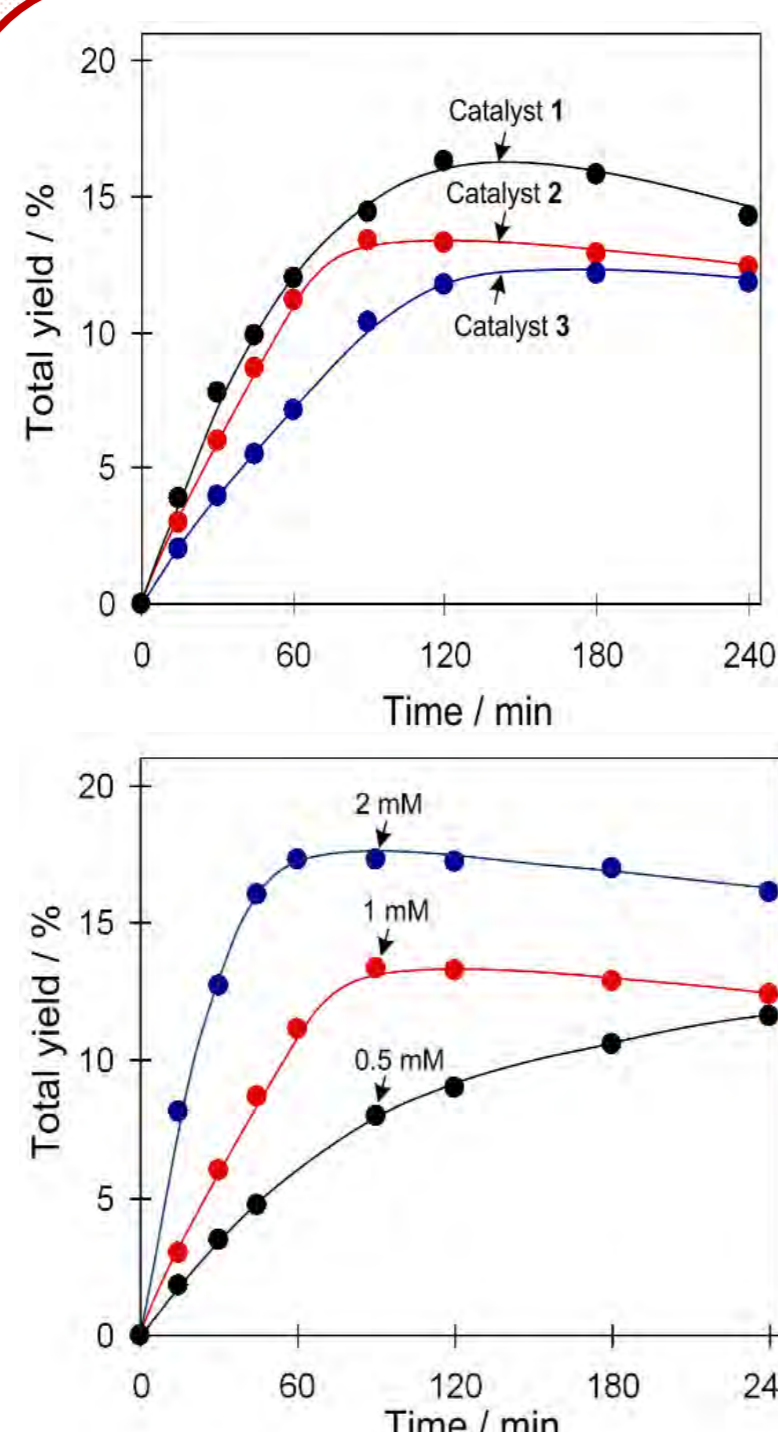 20
Catalyst 1
15
Catalyst 2
10
Catalyst 3
5
0
Total yield / %
0 60 120 180 240
Time / min
20
2 mM
15
1 mM
10
0.5 mM
5
0
Total yield / %
0 60 120 180 24
Time / min